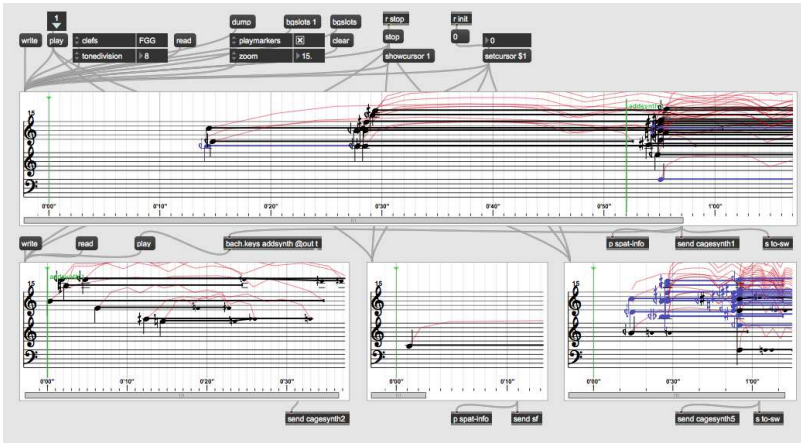 1
dump
bgslots 1
bgslots
r stop
r init
write
play
clefs
FGG
read
playmarkers
clear
stop
0
0
tonedivision
8
zoom
15.
showcursor 1
setcursor $1
15
addsynth
0'00"
0'10"
0'20"
0'30"
0'40"
0'50"
1'00"
write
read
play
bach.keys addsynth @out t
p spat-info
send cagesynth1
s to-sw
15
15
15
0'00"
0'10"
0'20"
0'30"
0'00"
0'10"
0'00"
0'30"
1'00"
send cagesynth2
p spat-info
send sf
send cagesynth5
s to-sw